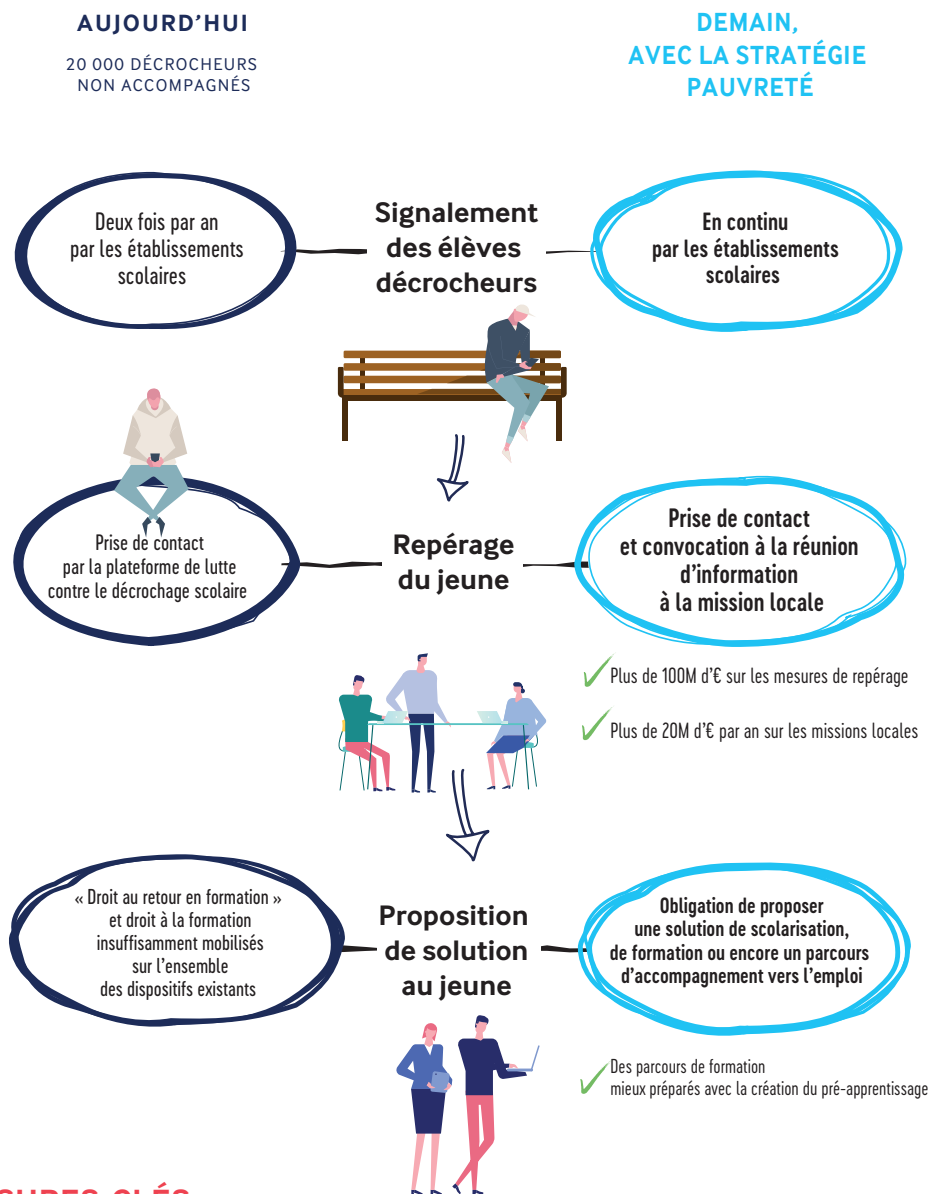 AUJOURD'HUI
20 000 DÉCROCHEURS
NON ACCOMPAGNÉS
DEMAIN,
AVEC LA STRATÉGIE
PAUVRETÉ
Deux fois par an
par les établissements
scolaires
Signalement
des élèves
décrocheurs
En continu
par les établissements
scolaires
Prise de contact
par la plateforme de lutte
contre le décrochage scolaire
Repérage
du jeune
Prise de contact
et convocation à la réunion
d'information
à la mission locale
Plus de 100M d'€ sur les mesures de repérage
Plus de 20M d'€ par an sur les missions locales
« Droit au retour en formation »
et droit à la formation
insuffisamment mobilisés
sur l'ensemble
des dispositifs existants
Proposition
de solution
au jeune
Obligation de proposer
une solution de scolarisation,
de formation ou encore un parcours
d'accompagnement vers l'emploi
Des parcours de formation
mieux préparés avec la création du pré-apprentissage